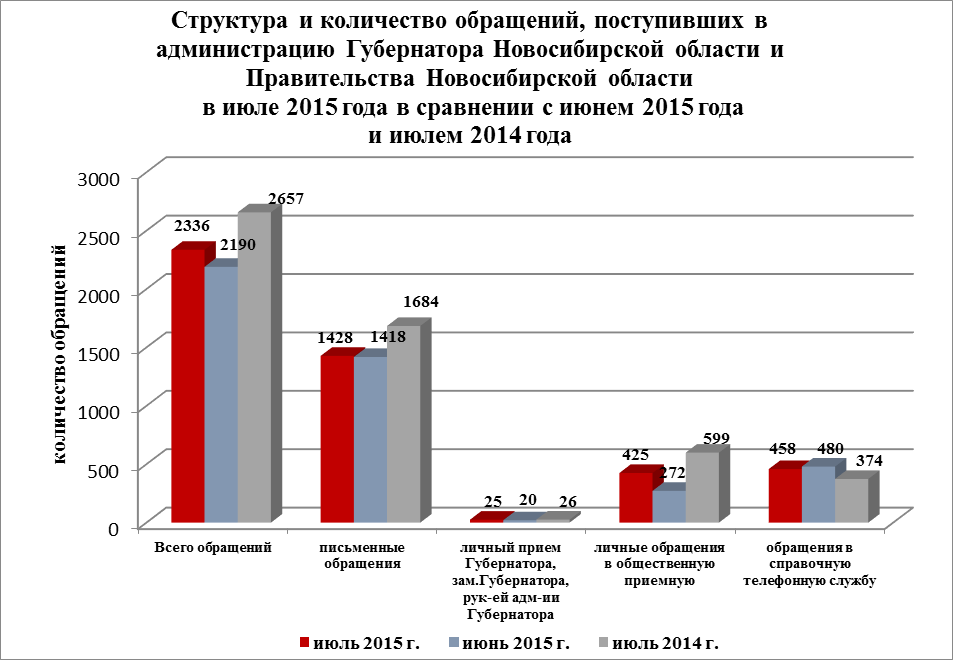 Структура и количество обращений, поступивших в
администрацию Губернатора Новосибирской области и
Правительства Новосибирской области
в июле 2015 года в сравнении с июнем 2015 года
и июлем 2014 года
количество обращений
3000
2500
2000
1500
1000
500
0
2336
2190
2657
1428
1418
1684
25
20
26
425
272
599
458
480
374
Всего обращений
письменные
обращения
личный прием
Губернатора,
зам.Губернатора,
рук-ей адм-ии
Губернатора
личные обращения
в общественную
приемную
обращения в
справочную
телефонную службу
июль 2015 г.
июнь 2015 г.
июль 2014 г.